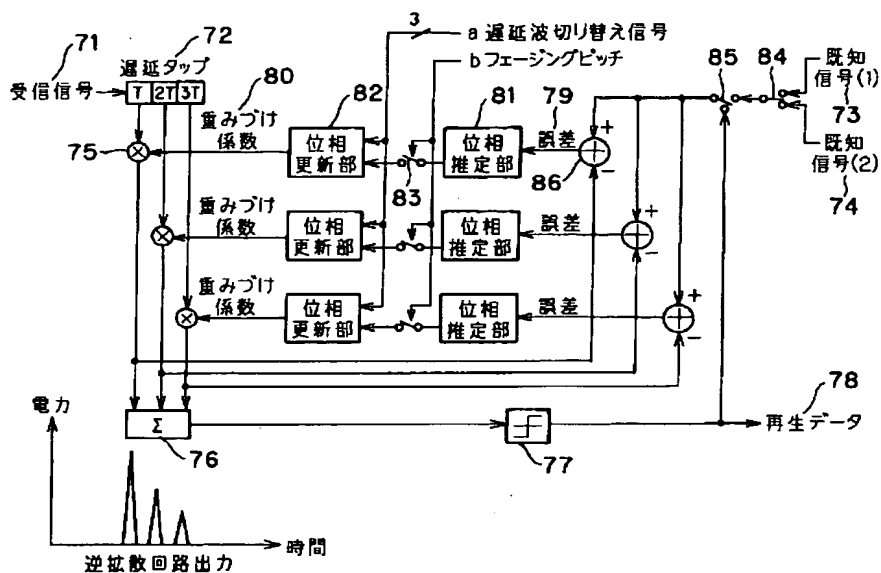 71
72
遅延タップ
受信信号
T 2T 3T
80
重みづけ
係数
75
82
位相
更新部
3
a 遅延波切り替え信号
b フェージングピッチ
83
81
位相
推定部
79
誤差
+
-
86
85
84
既知
信号(1)
73
既知
信号(2)
74
重みづけ
係数
位相
更新部
位相
推定部
誤差
+
-
重みづけ
係数
位相
更新部
位相
推定部
誤差
+
-
電力
Σ
76
77
78
再生データ
時間
逆拡散回路出力